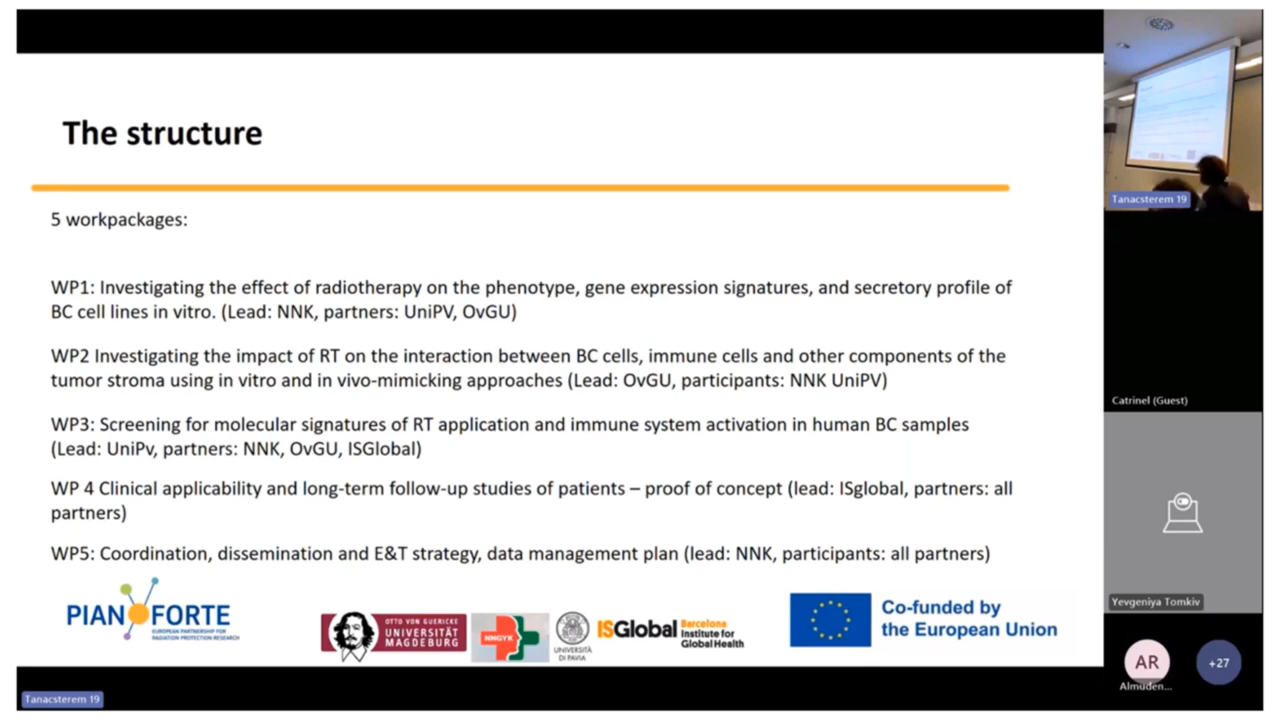 The structure
5 workpackages:
WP1: Investigating the effect of radiotherapy on the phenotype, gene expression signatures, and secretory profile of
BC cell lines in vitro. (Lead: NNK, partners: UniPV, OvGU)
WP2 Investigating the impact of RT on the interaction between BC cells, immune cells and other components of the
tumor stroma using in vitro and in vivo-mimicking approaches (Lead: OvGU, participants: NNK UniPV)
WP3: Screening for molecular signatures of RT application and immune system activation in human BC samples
(Lead: UniPv, partners: NNK, OvGU, ISGlobal)
WP 4 Clinical applicability and long-term follow-up studies of patients – proof of concept (lead: ISglobal, partners: all
partners)
WP5: Coordination, dissemination and E&T strategy, data management plan (lead: NNK, participants: all partners)
PIANOFORTE
EUROPEAN PARTNERSHIP FOR
RADIATION PROTECTION RESEARCH
OTTO VON GUERICKE
UNIVERSITÄT
MAGDEBURG
NNGYK
UNIVERSITÀ
DI PAVIA
ISGlobal
Barcelona
Institute for
Global Health
Co-funded by
the European Union
Tanacsterem 19
Tanacsterem 19
Catrinel (Guest)
Yevgeniya Tomkiv
AR
Almuden...
+27